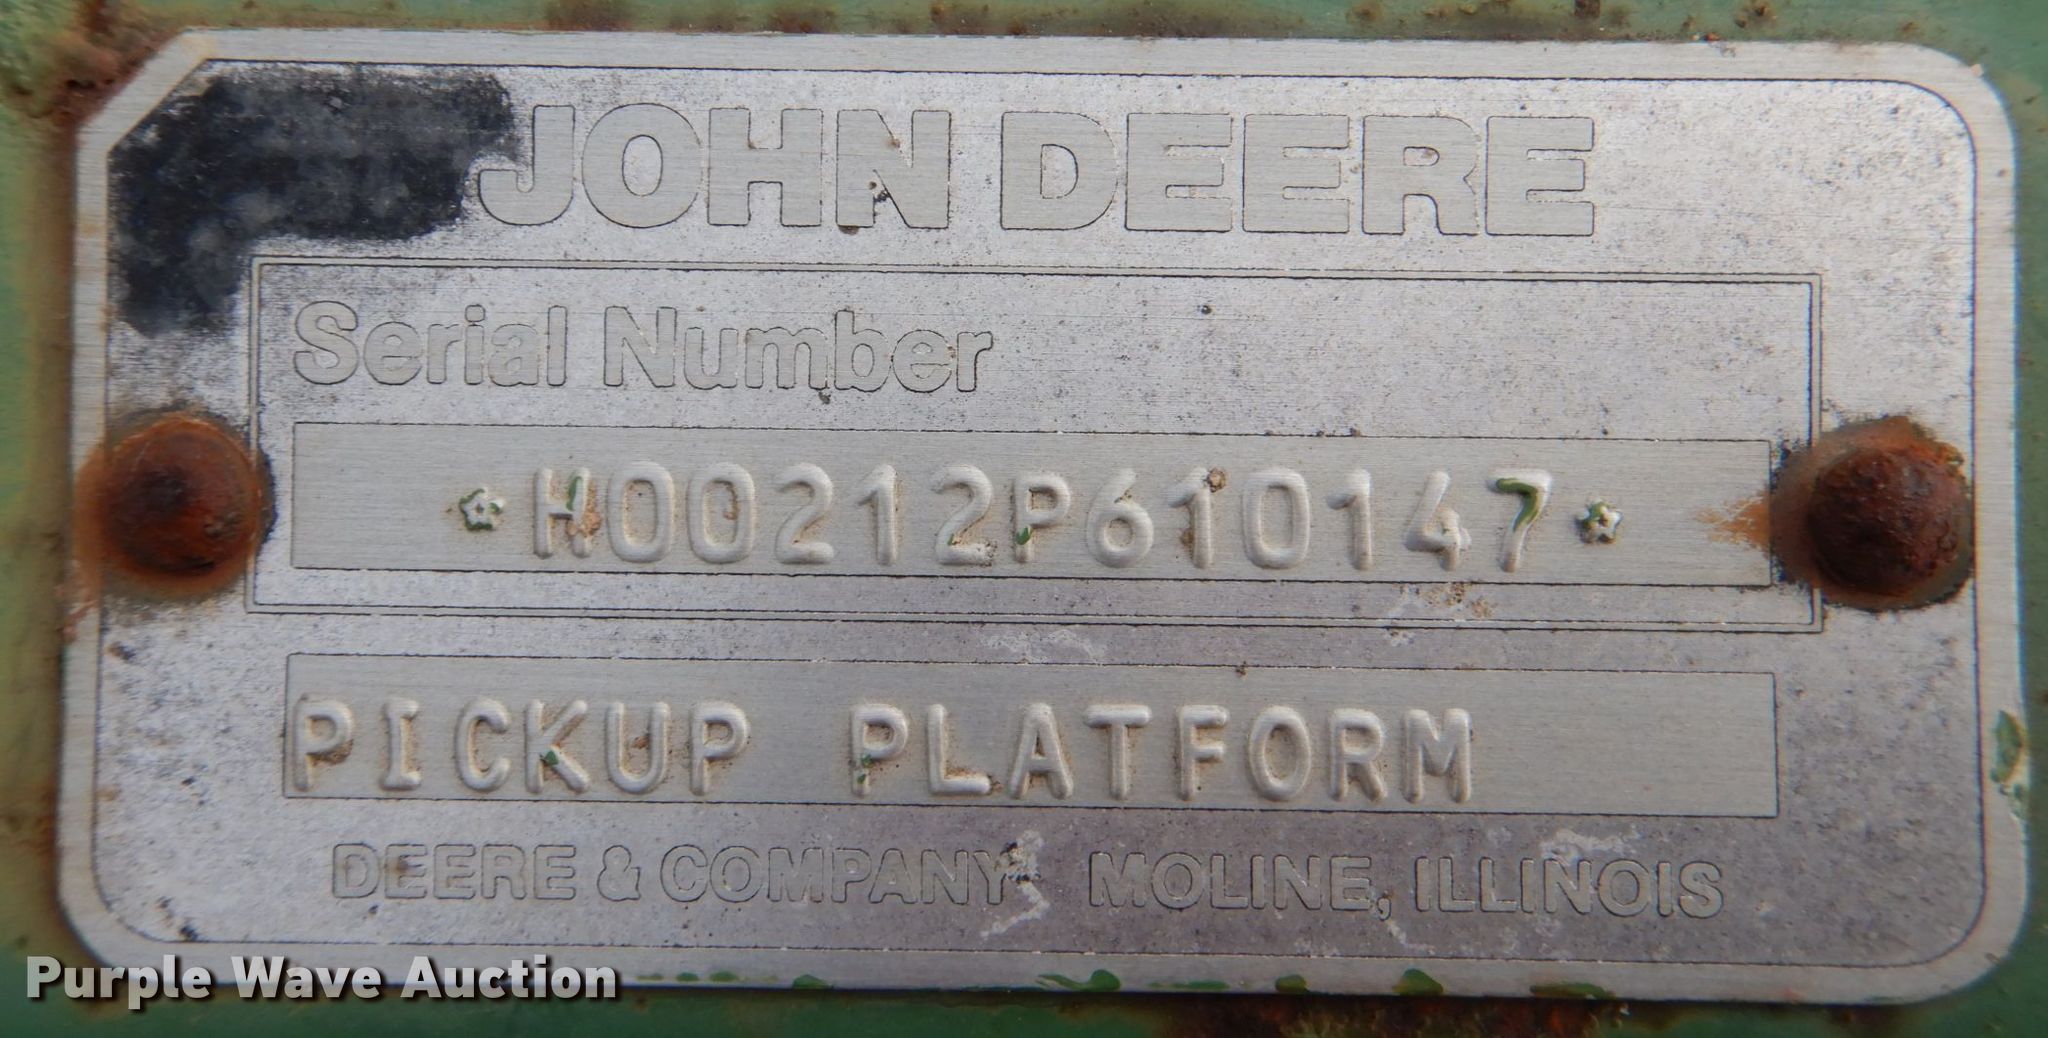 JOHN DEERE
Serial Number
*H00212P610147*
PICKUP PLATFORM
DEERE & COMPANY MOLINE, ILLINOIS
Purple Wave Auction